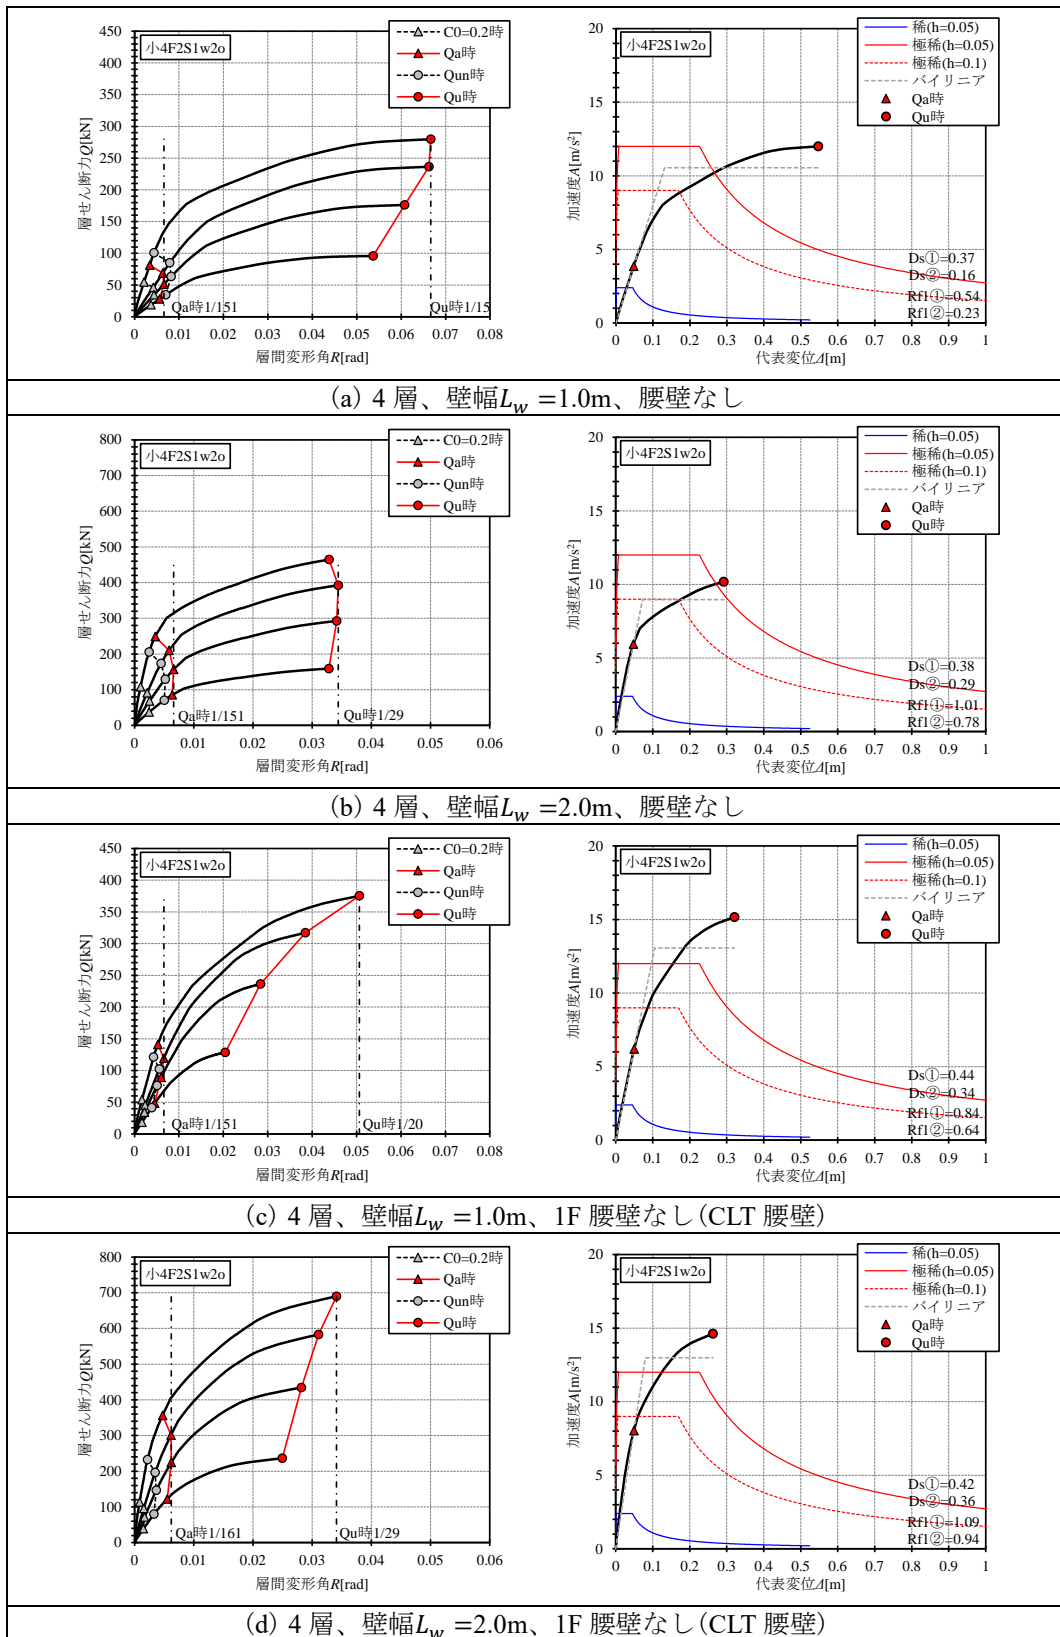 450
400
350
300
250
200
150
100
50
0
層せん断力Q[kN]
小4F2S1w2o
C0=0.2時
Qa時
Qun時
Qu時
Qa時1/151
Qu時1/15
0 0.01 0.02 0.03 0.04 0.05 0.06 0.07 0.08
層間変形角R[rad]
20
18
16
14
12
10
8
6
4
2
0
加速度A[m/s²]
小4F2S1w2o
稀(h=0.05)
極稀(h=0.05)
極稀(h=0.1)
バイリニア
Qa時
Qu時
Ds①=0.37
Ds②=0.16
Rf1①=0.54
Rf1②=0.23
0 0.1 0.2 0.3 0.4 0.5 0.6 0.7 0.8 0.9 1
代表変位Δ[m]
(a) 4 層、壁幅L_w =1.0m、腰壁なし
800
700
600
500
400
300
200
100
0
層せん断力Q[kN]
小4F2S1w2o
C0=0.2時
Qa時
Qun時
Qu時
Qa時1/151
Qu時1/29
0 0.01 0.02 0.03 0.04 0.05 0.06
層間変形角R[rad]
20
15
10
5
0
加速度A[m/s²]
小4F2S1w2o
稀(h=0.05)
極稀(h=0.05)
極稀(h=0.1)
バイリニア
Qa時
Qu時
Ds①=0.38
Ds②=0.29
Rf1①=1.01
Rf1②=0.78
0 0.1 0.2 0.3 0.4 0.5 0.6 0.7 0.8 0.9 1
代表変位Δ[m]
(b) 4 層、壁幅L_w =2.0m、腰壁なし
450
400
350
300
250
200
150
100
50
0
層せん断力Q[kN]
小4F2S1w2o
C0=0.2時
Qa時
Qun時
Qu時
Qa時1/151
Qu時1/20
0 0.01 0.02 0.03 0.04 0.05 0.06 0.07 0.08
層間変形角R[rad]
20
15
10
5
0
加速度A[m/s²]
小4F2S1w2o
稀(h=0.05)
極稀(h=0.05)
極稀(h=0.1)
バイリニア
Qa時
Qu時
Ds①=0.44
Ds②=0.34
Rf1①=0.84
Rf1②=0.64
0 0.1 0.2 0.3 0.4 0.5 0.6 0.7 0.8 0.9 1
代表変位Δ[m]
(c) 4 層、壁幅L_w =1.0m、1F 腰壁なし(CLT 腰壁)
800
700
600
500
400
300
200
100
0
層せん断力Q[kN]
小4F2S1w2o
C0=0.2時
Qa時
Qun時
Qu時
Qa時1/161
Qu時1/29
0 0.01 0.02 0.03 0.04 0.05 0.06
層間変形角R[rad]
20
15
10
5
0
加速度A[m/s²]
小4F2S1w2o
稀(h=0.05)
極稀(h=0.05)
極稀(h=0.1)
バイリニア
Qa時
Qu時
Ds①=0.42
Ds②=0.36
Rf1①=1.09
Rf1②=0.94
0 0.1 0.2 0.3 0.4 0.5 0.6 0.7 0.8 0.9 1
代表変位Δ[m]
(d) 4 層、壁幅L_w =2.0m、1F 腰壁なし(CLT 腰壁)